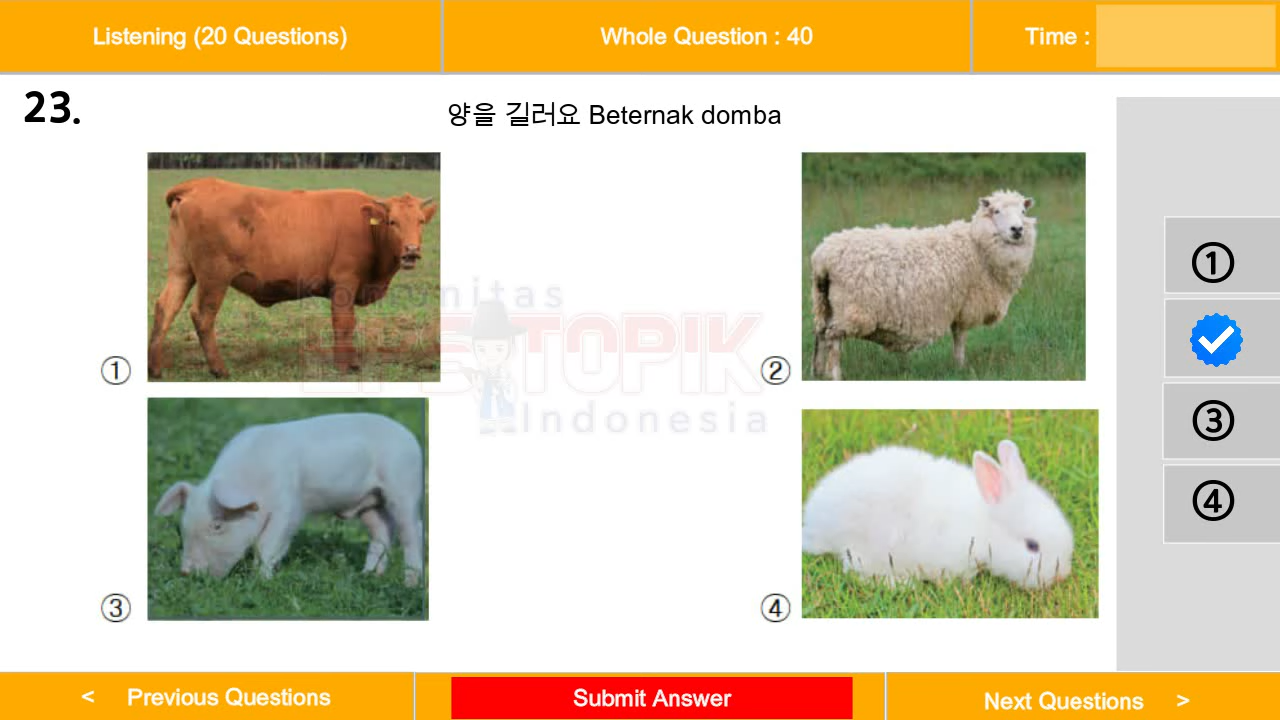 Listening (20 Questions)
Whole Question : 40
Time :
23.
양을 길러요 Beternak domba
①
②
Komunitas
EPS TOPIK
Indonesia
③
④
①
③
④
< Previous Questions
Submit Answer
Next Questions >